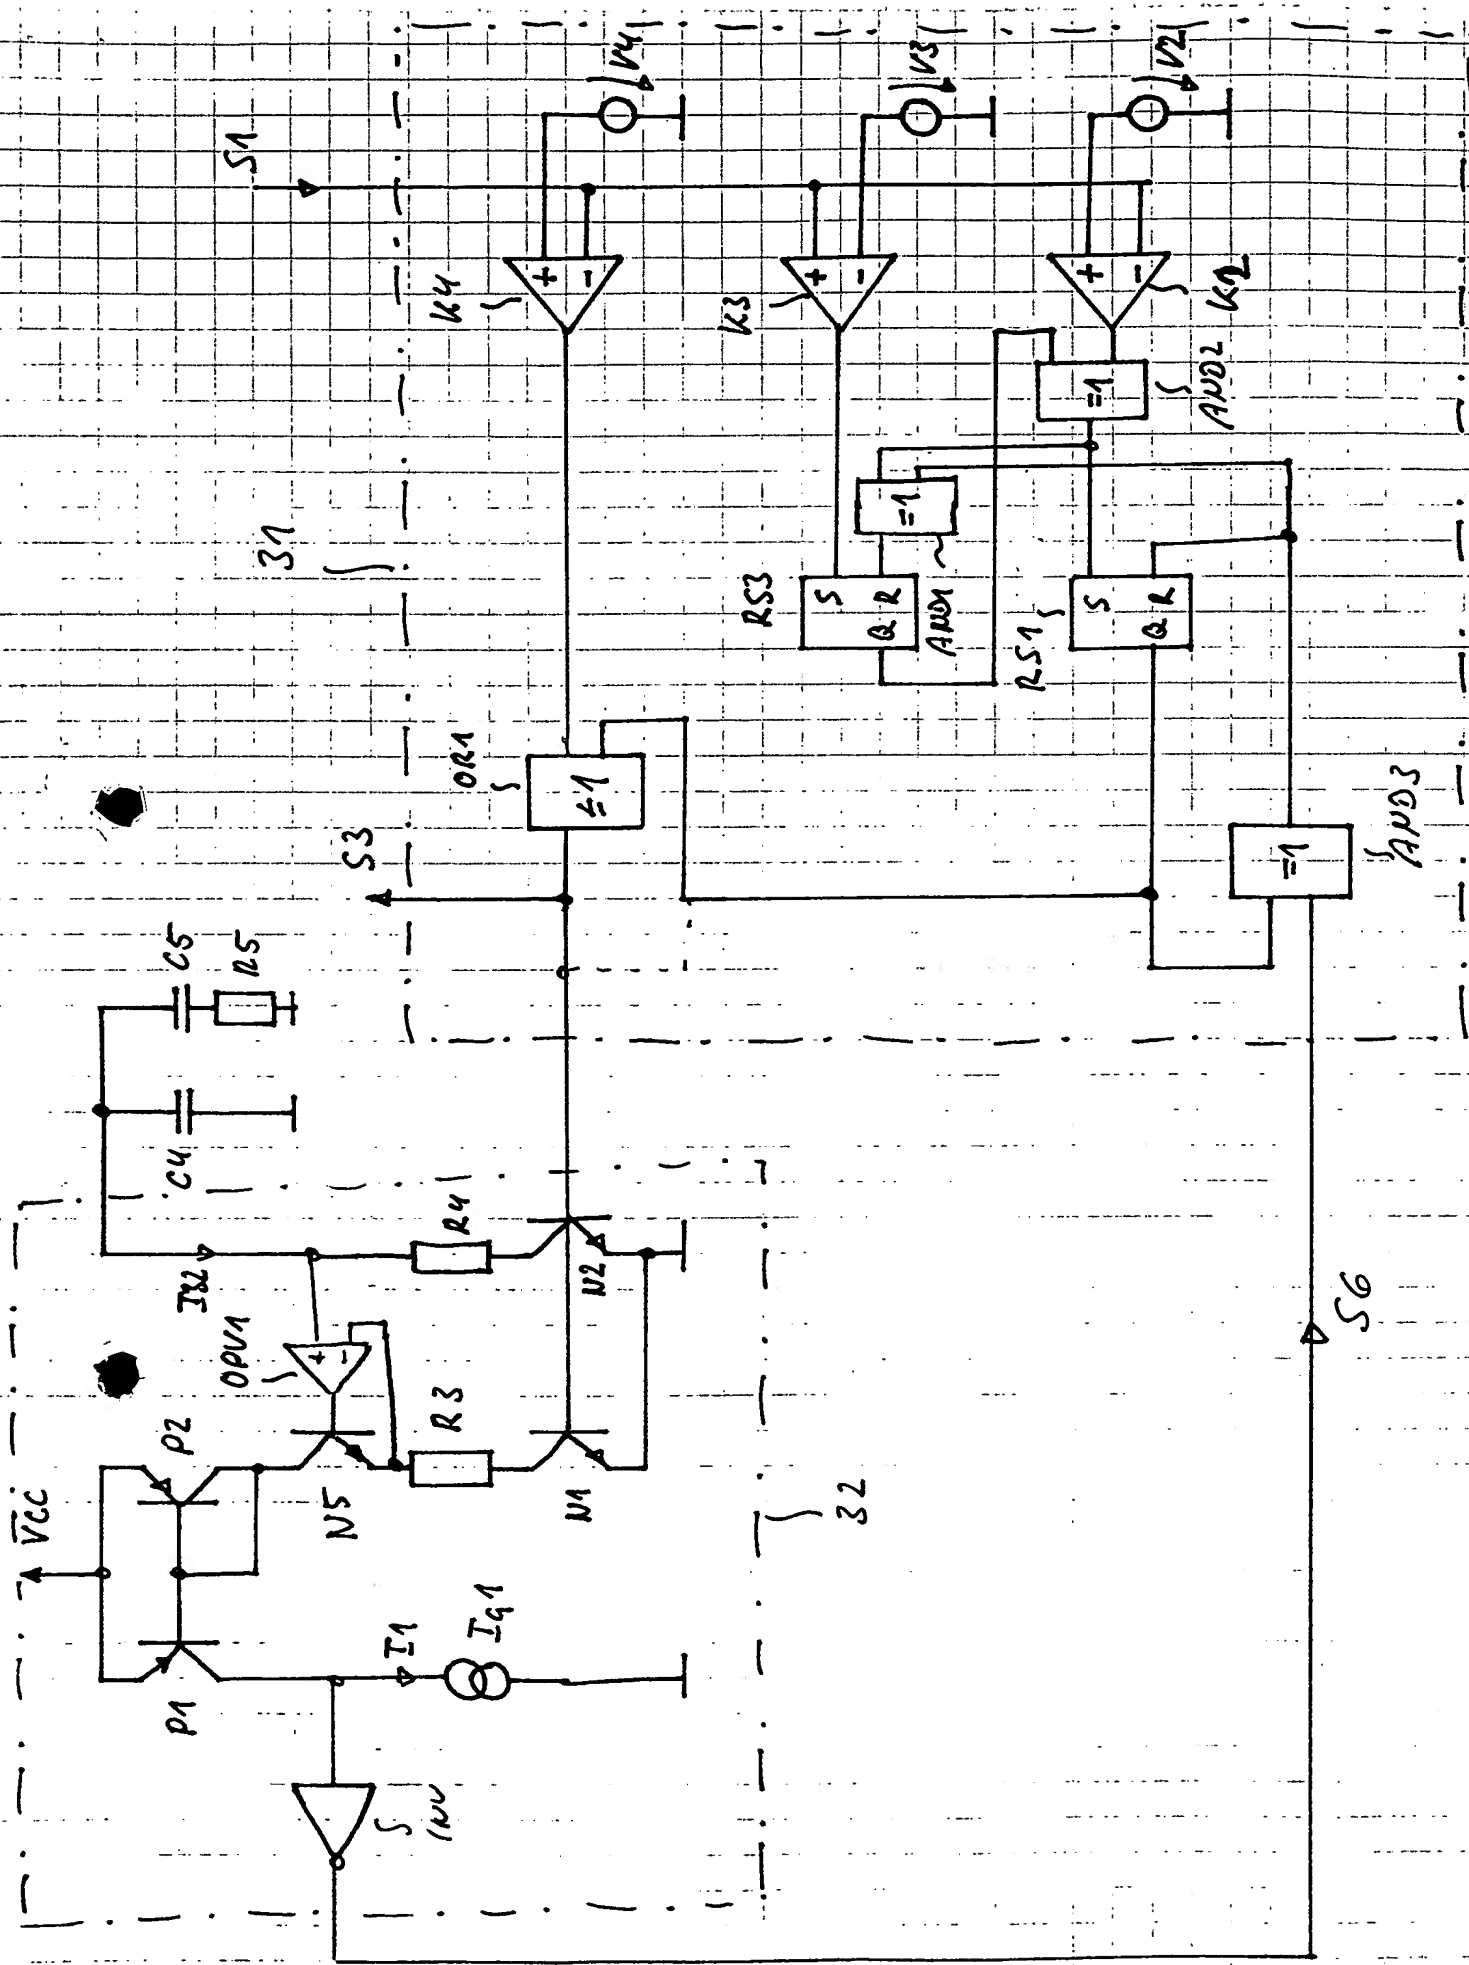 S1
V4
V3
V2
+
-
K4
+
-
K3
+
-
K2
=1
AND2
=1
AND1
31
RS3
S
R
Q
RS1
S
R
Q
OR1
≤1
S3
=1
AND3
C5
R5
C4
IS2
R4
N2
OPV1
+
-
R3
P2
N5
N1
VCC
32
P1
I1
Iq1
INV
S6